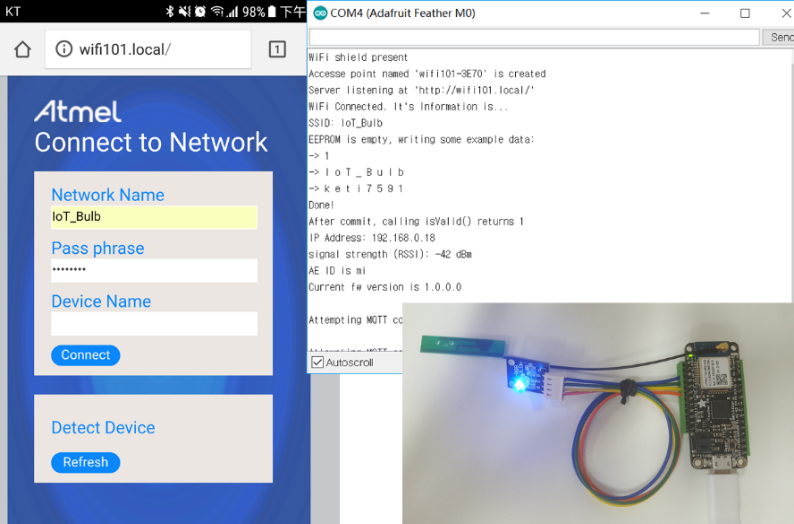 KT
98%
下午
wifi101.local/
1
Atmel
Connect to Network
Network Name
IoT_Bulb
Pass phrase
••••••••
Device Name
Connect
Detect Device
Refresh
COM4 (Adafruit Feather M0)
Send
WiFi shield present
Accesse point named 'wifi101-3E70' is created
Server listening at 'http://wifi101.local/'
WiFi Connected. It's Information is...
SSID: IoT_Bulb
EEPROM is empty, writing some example data:
-> 1
-> I o T _ B u l b
-> k e t i 7 5 9 1
Done!
After commit, calling isValid() returns 1
IP Address: 192.168.0.18
signal strength (RSSI): -42 dBm
AE ID is mi
Current fw version is 1.0.0.0
Attempting MQTT co
Autoscroll